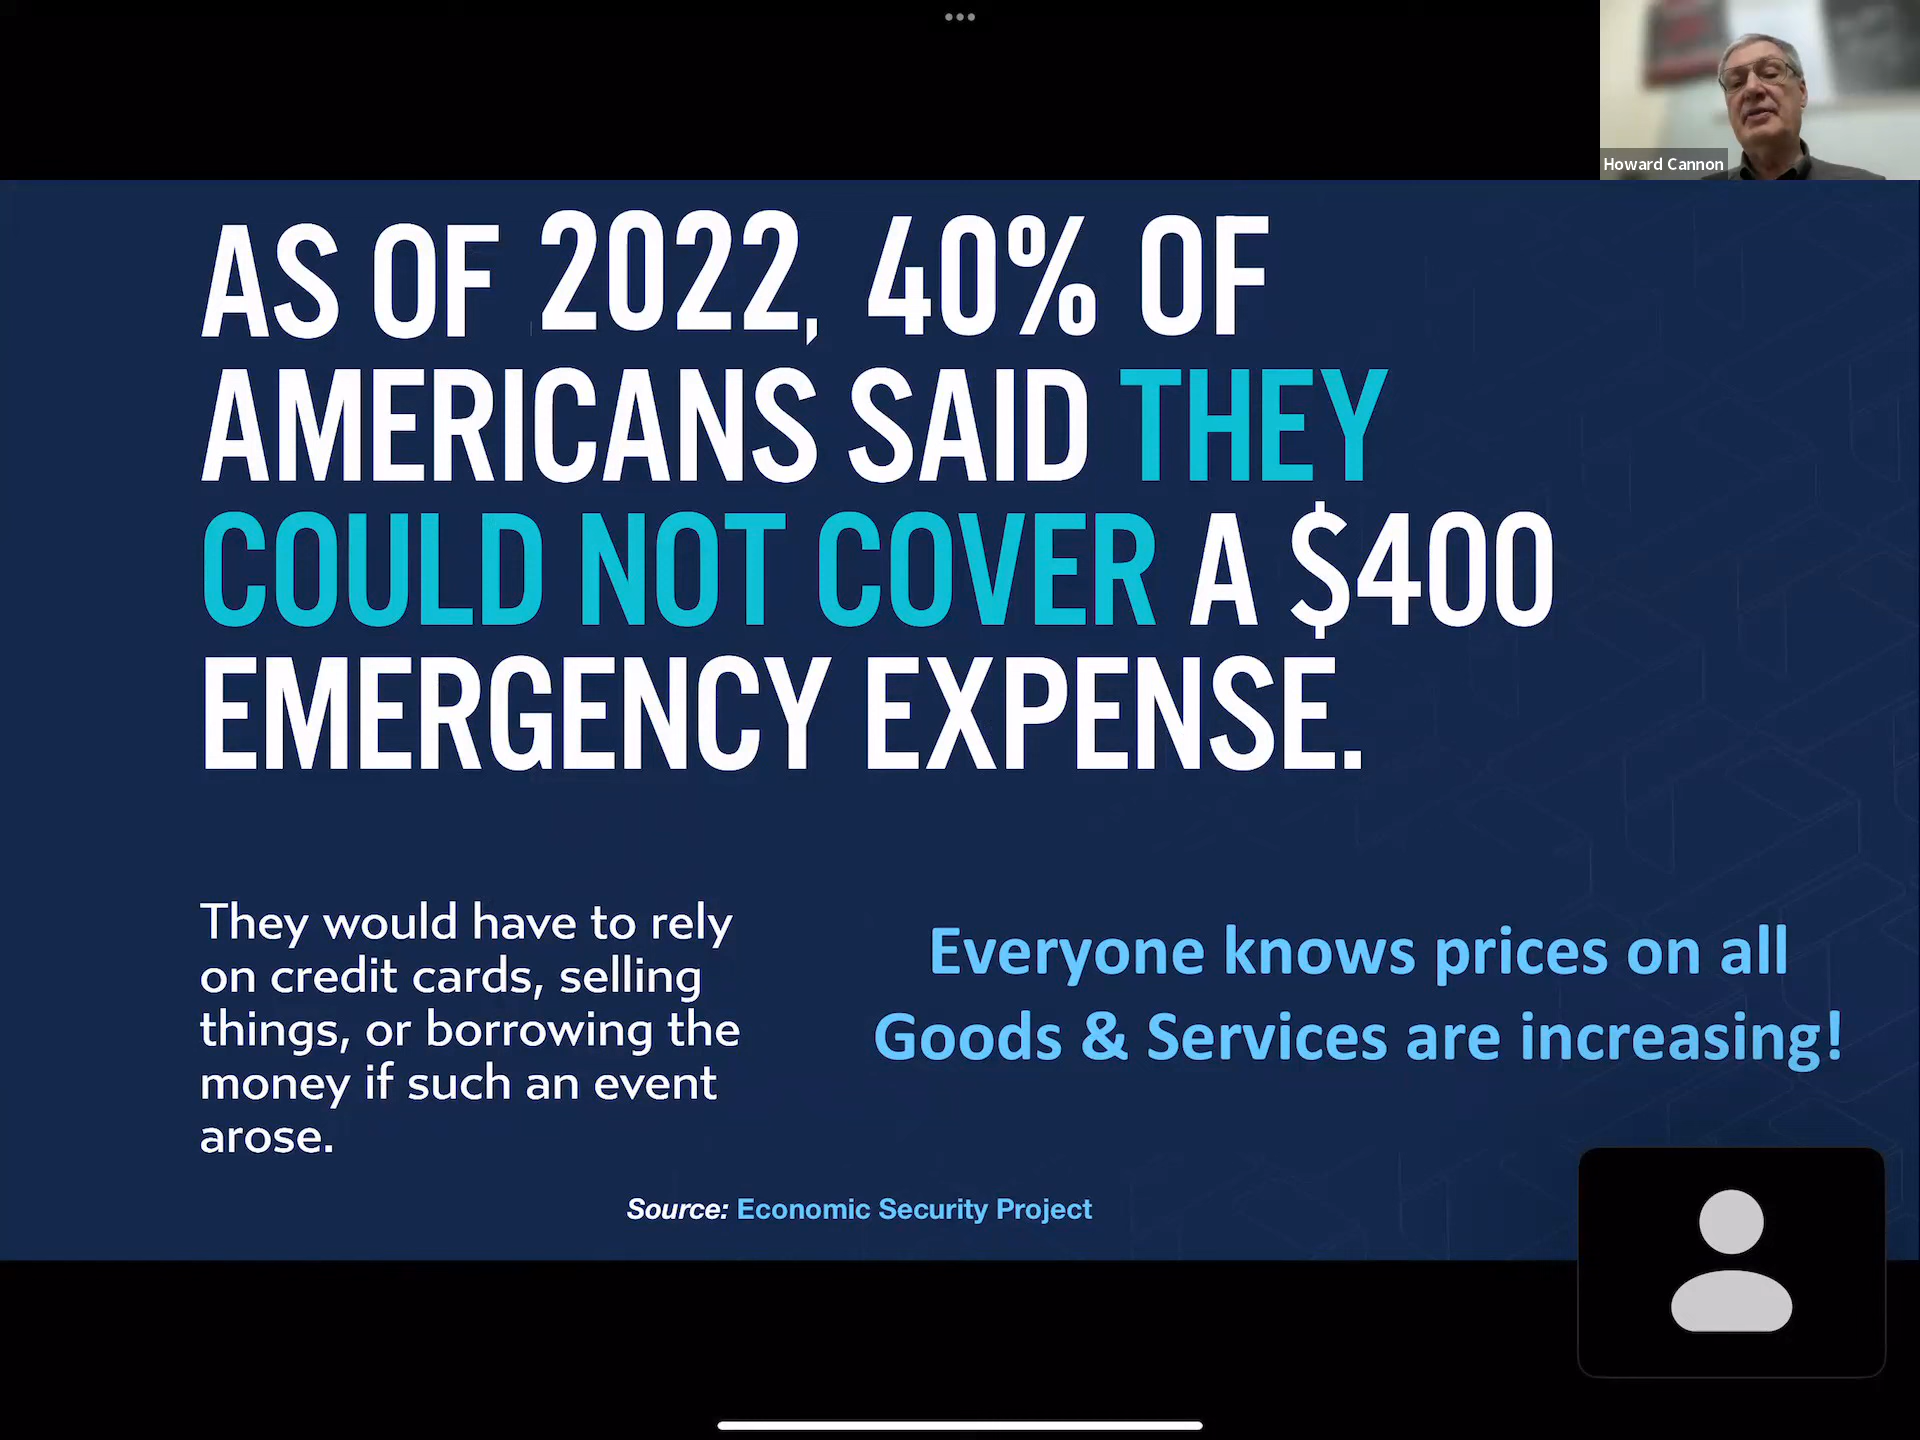 Howard Cannon
AS OF 2022, 40% OF
AMERICANS SAID THEY
COULD NOT COVER A $400
EMERGENCY EXPENSE.
They would have to rely
on credit cards, selling
things, or borrowing the
money if such an event
arose.
Everyone knows prices on all
Goods & Services are increasing!
Source: Economic Security Project